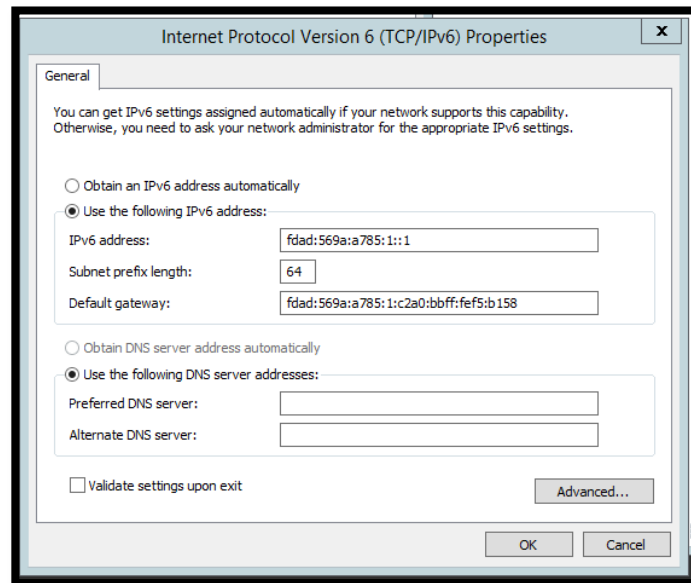 Internet Protocol Version 6 (TCP/IPv6) Properties
x
General
You can get IPv6 settings assigned automatically if your network supports this capability.
Otherwise, you need to ask your network administrator for the appropriate IPv6 settings.
Obtain an IPv6 address automatically
Use the following IPv6 address:
IPv6 address: fdad:569a:a785:1::1
Subnet prefix length: 64
Default gateway: fdad:569a:a785:1:c2a0:bbff:fef5:b158
Obtain DNS server address automatically
Use the following DNS server addresses:
Preferred DNS server:
Alternate DNS server:
Validate settings upon exit
Advanced...
OK Cancel